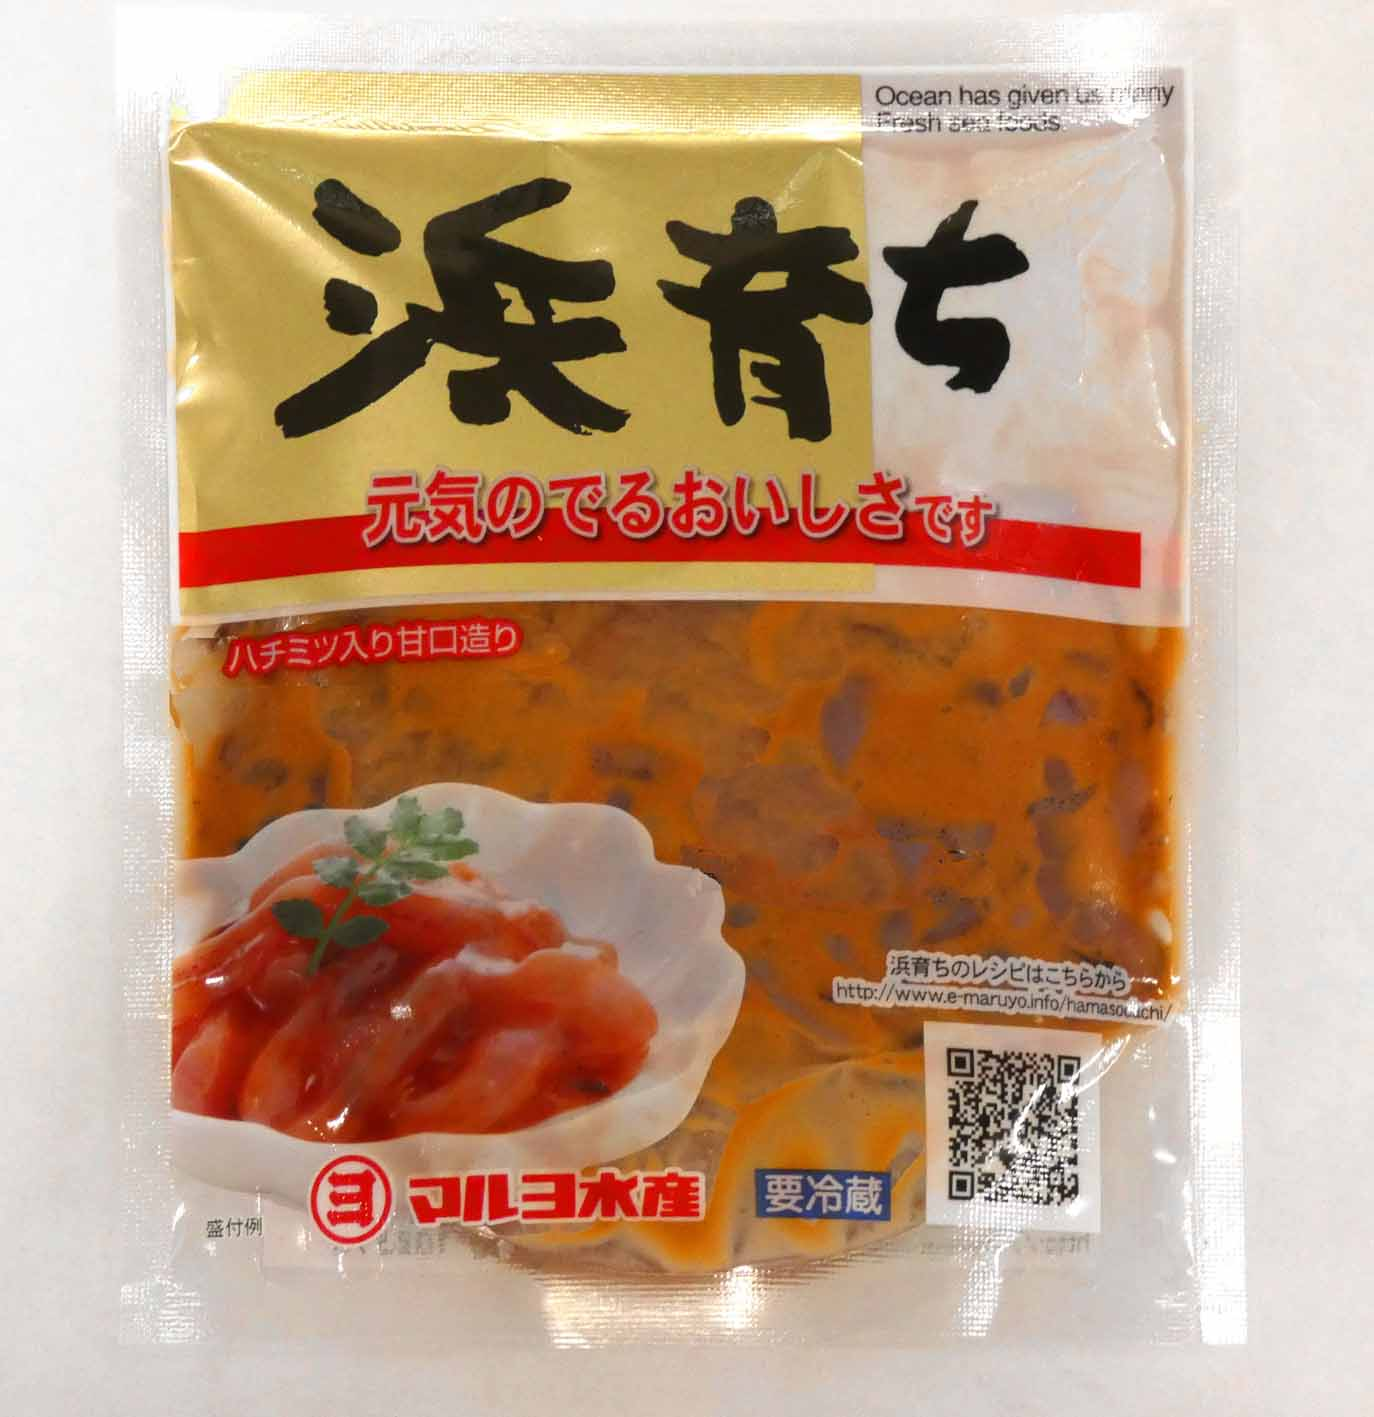 Ocean has given us many
Fresh sea foods.
浜育ち
元気のでるおいしさです
ハチミツ入り甘口造り
浜育ちのレシピはこちらから
http://www.e-maruyo.info/hamasodachi/
ヨ マルヨ水産
要冷蔵
盛付例